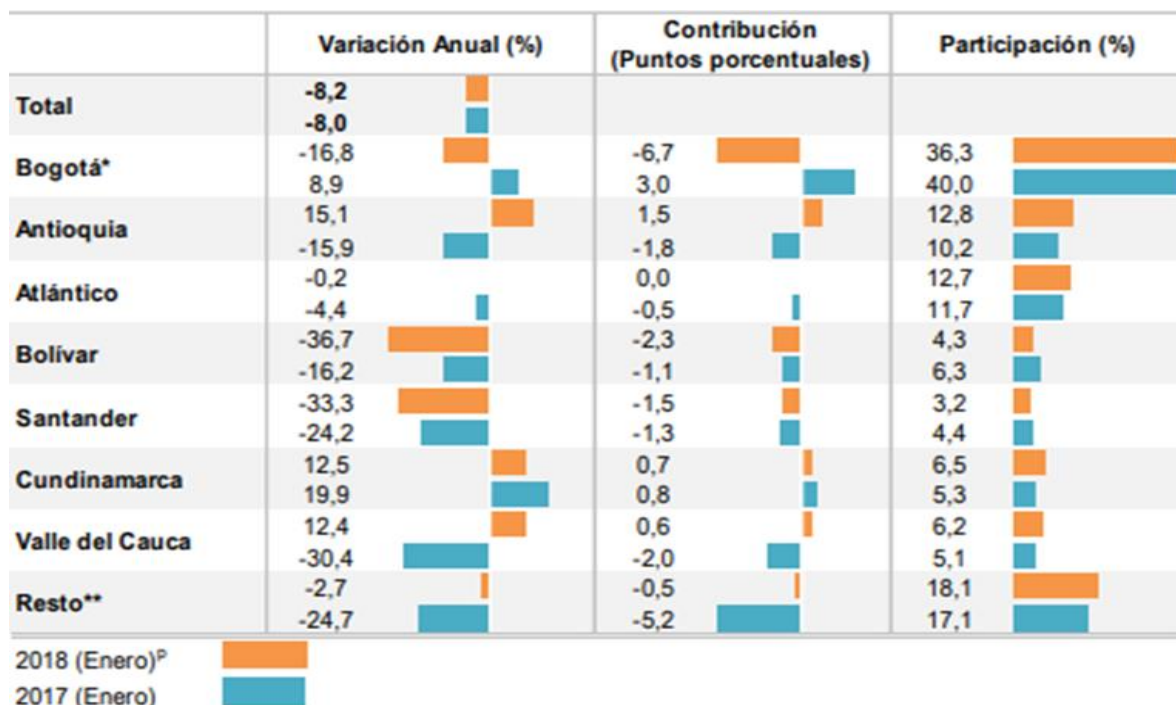 Variación Anual (%) Contribución (Puntos porcentuales) Participación (%)
Total -8,2
-8,0
Bogotá* -16,8 -6,7 36,3
8,9 3,0 40,0
Antioquia 15,1 1,5 12,8
-15,9 -1,8 10,2
Atlántico -0,2 0,0 12,7
-4,4 -0,5 11,7
Bolívar -36,7 -2,3 4,3
-16,2 -1,1 6,3
Santander -33,3 -1,5 3,2
-24,2 -1,3 4,4
Cundinamarca 12,5 0,7 6,5
19,9 0,8 5,3
Valle del Cauca 12,4 0,6 6,2
-30,4 -2,0 5,1
Resto** -2,7 -0,5 18,1
-24,7 -5,2 17,1
2018 (Enero)ᵖ
2017 (Enero)